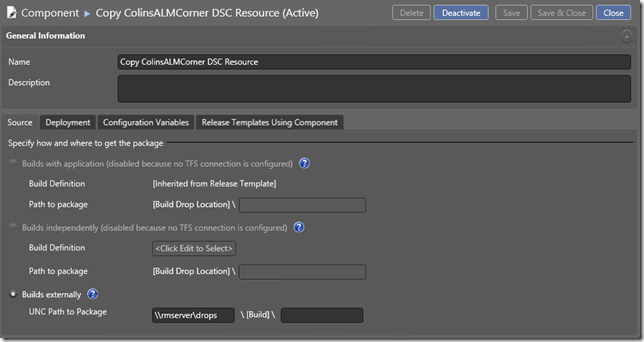 Component ▸ Copy ColinsALMCorner DSC Resource (Active) Delete Deactivate Save Save & Close Close
General Information
Name Copy ColinsALMCorner DSC Resource
Description
Source Deployment Configuration Variables Release Templates Using Component
Specify how and where to get the package
Builds with application (disabled because no TFS connection is configured) ?
Build Definition [Inherited from Release Template]
Path to package [Build Drop Location] \
Builds independently (disabled because no TFS connection is configured) ?
Build Definition <Click Edit to Select>
Path to package [Build Drop Location] \
Builds externally ?
UNC Path to Package \\rmserver\drops \ [Build] \